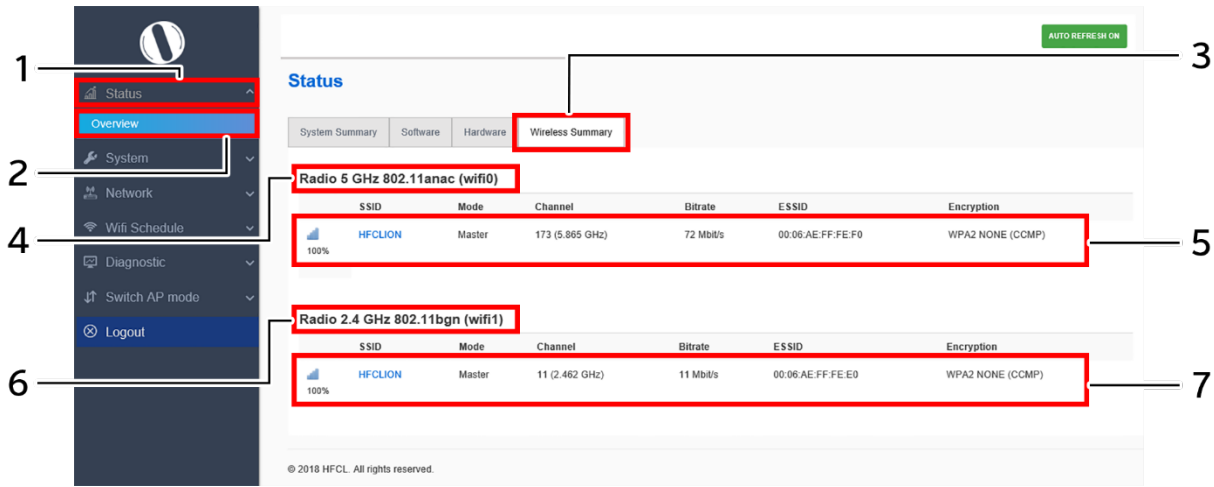 AUTO REFRESH ON
1
3
Status
Status
Overview
System Summary Software Hardware Wireless Summary
2
System
Radio 5 GHz 802.11anac (wifi0)
Network
SSID Mode Channel Bitrate ESSID Encryption
4
Wifi Schedule
HFCLION Master 173 (5.865 GHz) 72 Mbit/s 00:06:AE:FF:FE:F0 WPA2 NONE (CCMP)
5
100%
Diagnostic
Switch AP mode
Radio 2.4 GHz 802.11bgn (wifi1)
Logout
SSID Mode Channel Bitrate ESSID Encryption
6
HFCLION Master 11 (2.462 GHz) 11 Mbit/s 00:06:AE:FF:FE:E0 WPA2 NONE (CCMP)
7
100%
© 2018 HFCL. All rights reserved.